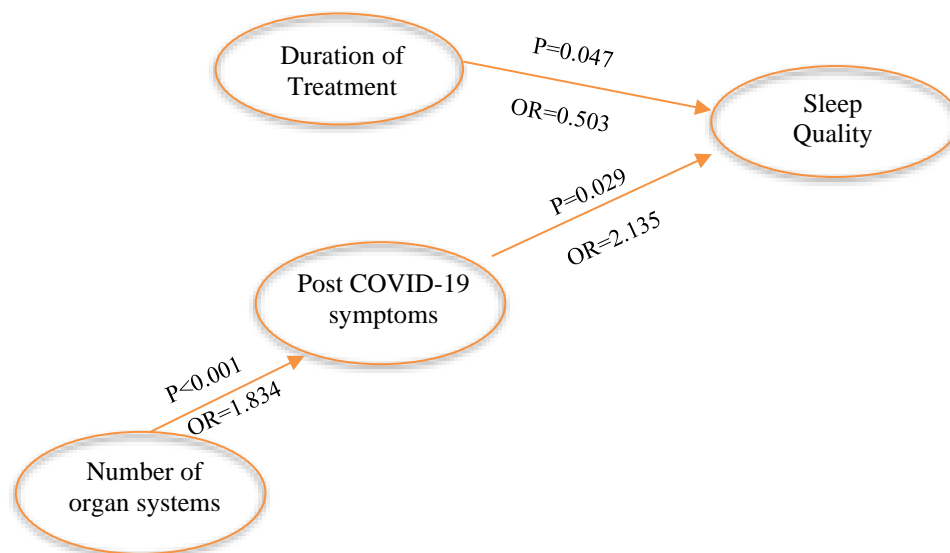 Duration of
Treatment
P=0.047
OR=0.503
Sleep
Quality
P=0.029
OR=2.135
Post COVID-19
symptoms
P<0.001
OR=1.834
Number of
organ systems